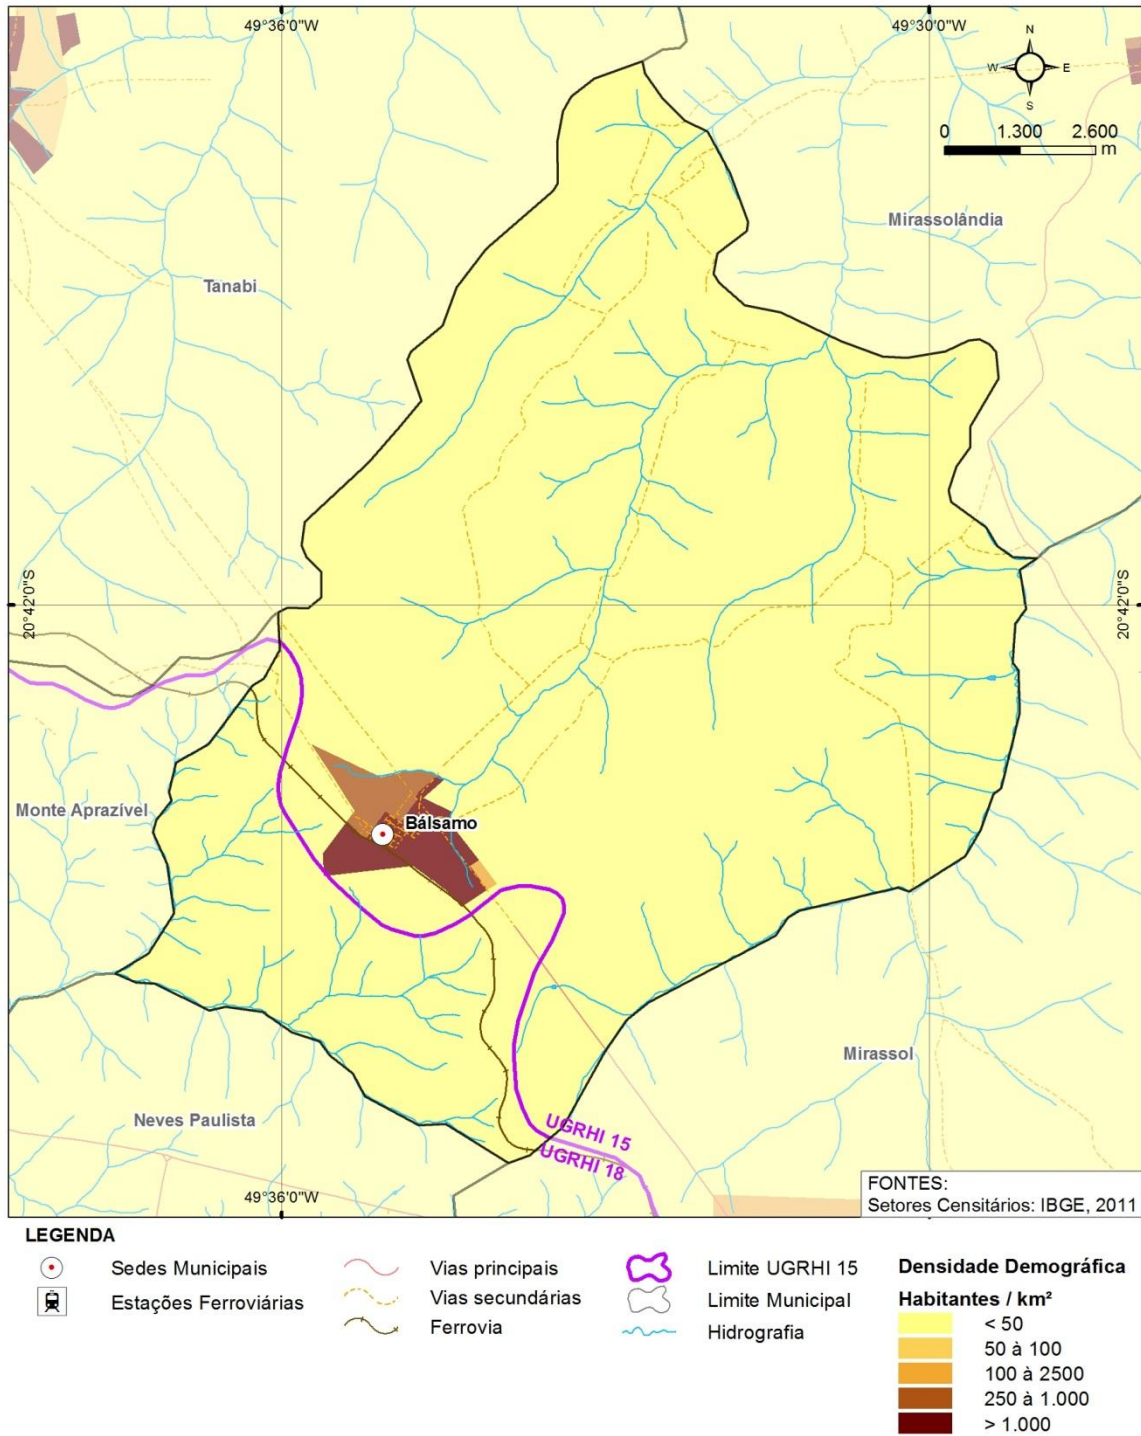 49°36'0"W
49°30'0"W
N
W E
S
0 1.300 2.600
m
Mirassolândia
Tanabi
20°42'0"S
20°42'0"S
Monte Aprazível
Bálsamo
Mirassol
Neves Paulista
UGRHI 15
UGRHI 18
49°36'0"W
FONTES:
Setores Censitários: IBGE, 2011
LEGENDA
Sedes Municipais
Estações Ferroviárias
Vias principais
Vias secundárias
Ferrovia
Limite UGRHI 15
Limite Municipal
Hidrografia
Densidade Demográfica
Habitantes / km²
< 50
50 à 100
100 à 2500
250 à 1.000
> 1.000